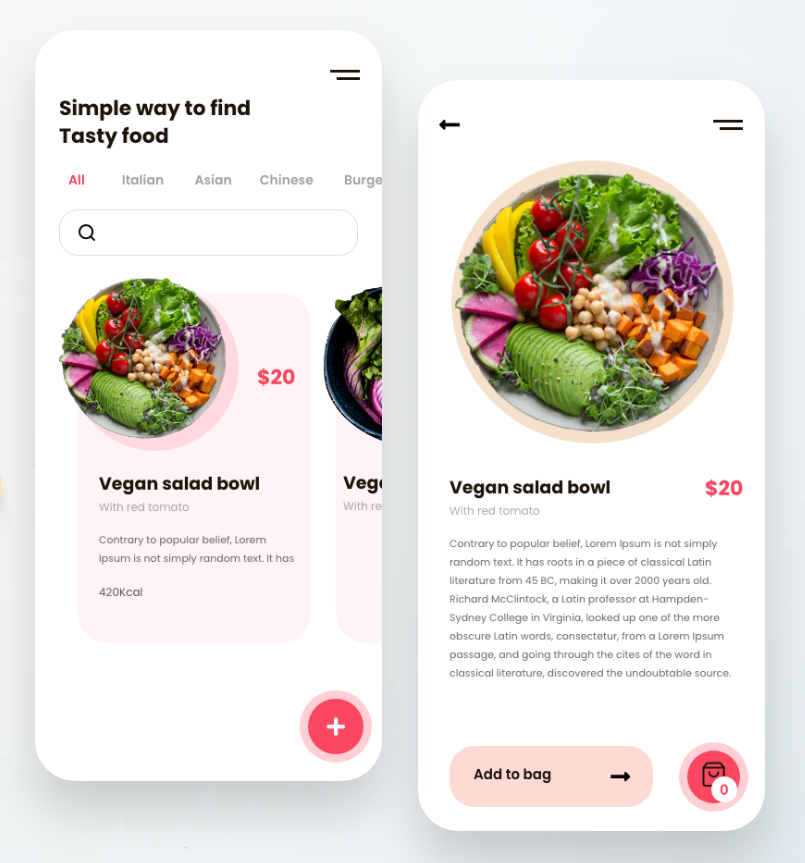 Simple way to find
Tasty food
All Italian Asian Chinese Burge
$20
Vegan salad bowl
With red tomato
Contrary to popular belief, Lorem
Ipsum is not simply random text. It has
420Kcal
Vega
With re
Vegan salad bowl
$20
With red tomato
Contrary to popular belief, Lorem Ipsum is not simply
random text. It has roots in a piece of classical Latin
literature from 45 BC, making it over 2000 years old.
Richard McClintock, a Latin professor at Hampden-
Sydney College in Virginia, looked up one of the more
obscure Latin words, consectetur, from a Lorem Ipsum
passage, and going through the cites of the word in
classical literature, discovered the undoubtable source.
Add to bag
0